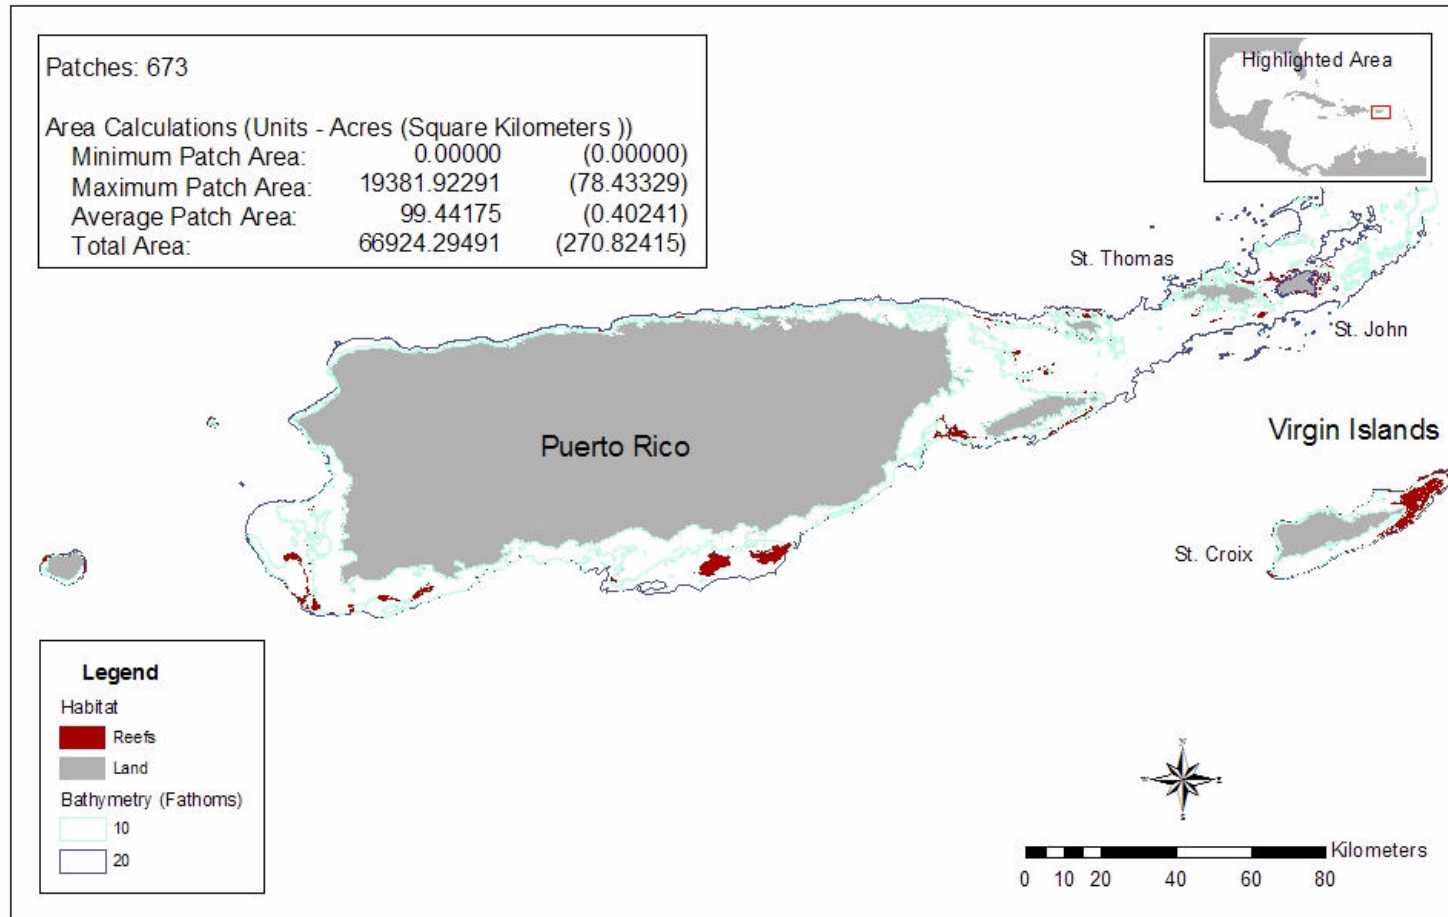 Patches: 673
Area Calculations (Units - Acres (Square Kilometers ))
Minimum Patch Area: 0.00000 (0.00000)
Maximum Patch Area: 19381.92291 (78.43329)
Average Patch Area: 99.44175 (0.40241)
Total Area: 66924.29491 (270.82415)
Highlighted Area
St. Thomas
St. John
Puerto Rico
Virgin Islands
St. Croix
Legend
Habitat
Reefs
Land
Bathymetry (Fathoms)
10
20
N
W E
S
Kilometers
0 10 20 40 60 80